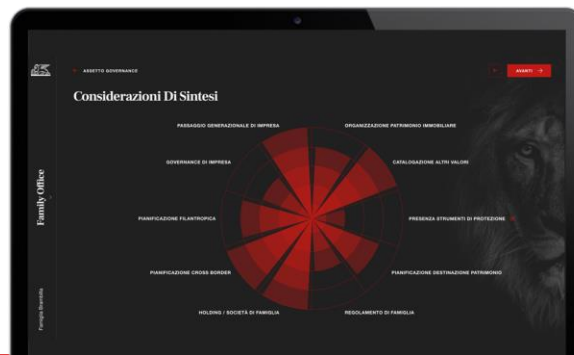 ASSETTO GOVERNANCE
AVANTI
Considerazioni Di Sintesi
PASSAGGIO GENERAZIONALE DI IMPRESA
ORGANIZZAZIONE PATRIMONIO IMMOBILIARE
GOVERNANCE DI IMPRESA
CATALOGAZIONE ALTRI VALORI
PIANIFICAZIONE FILANTROPICA
PRESENZA STRUMENTI DI PROTEZIONE
PIANIFICAZIONE CROSS BORDER
PIANIFICAZIONE DESTINAZIONE PATRIMONIO
HOLDING / SOCIETÀ DI FAMIGLIA
REGOLAMENTO DI FAMIGLIA
Family Office
Famiglia Brambilla